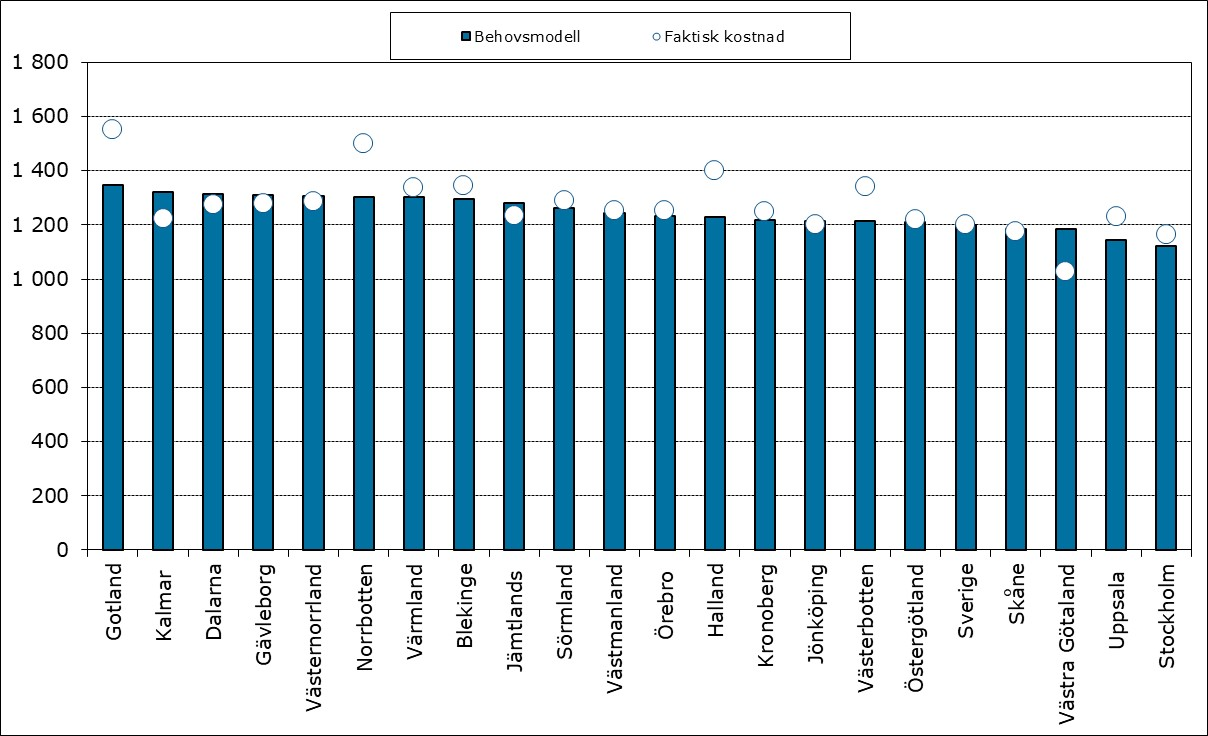 Behovsmodell Faktisk kostnad
1 800
1 600
1 400
1 200
1 000
800
600
400
200
0
Gotland
Kalmar
Dalarna
Gävleborg
Västernorrland
Norrbotten
Värmland
Blekinge
Jämtlands
Sörmland
Västmanland
Örebro
Halland
Kronoberg
Jönköping
Västerbotten
Östergötland
Sverige
Skåne
Västra Götaland
Uppsala
Stockholm